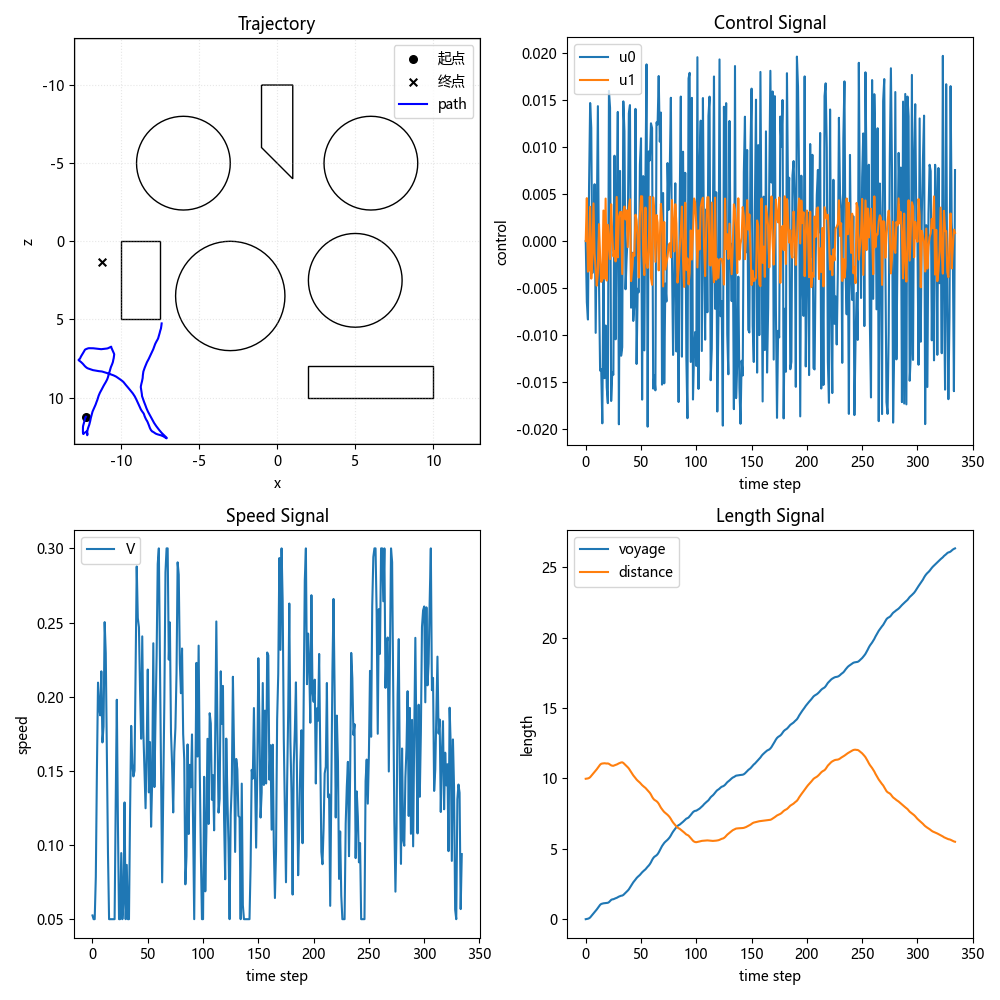 Trajectory
起点
终点
path
-10
-5
0
5
10
z
-10
-5
0
5
10
x
Control Signal
u0
u1
0.020
0.015
0.010
0.005
0.000
-0.005
-0.010
-0.015
-0.020
control
0
50
100
150
200
250
300
350
time step
Speed Signal
V
0.30
0.25
0.20
0.15
0.10
0.05
speed
0
50
100
150
200
250
300
350
time step
Length Signal
voyage
distance
25
20
15
10
5
0
length
0
50
100
150
200
250
300
350
time step